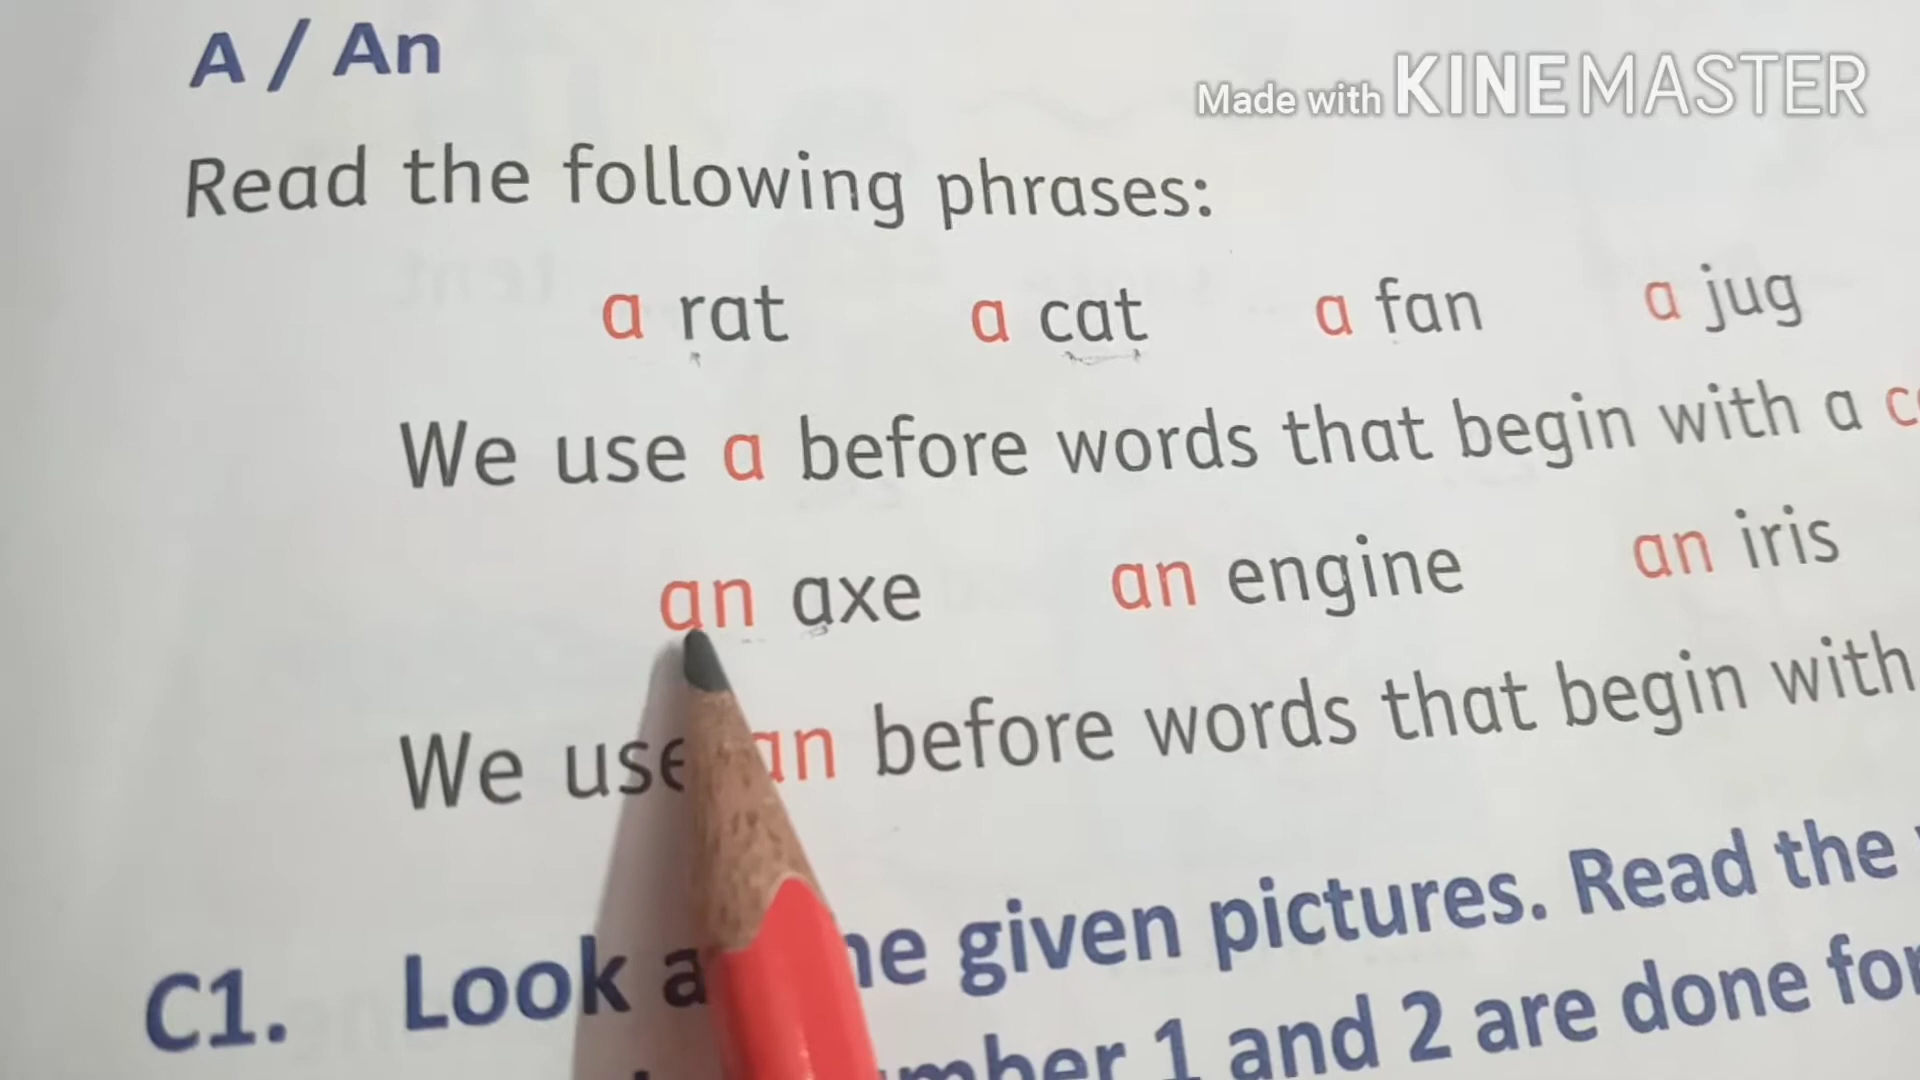 A / An
Made with KINEMASTER
Read the following phrases:
a rat a cat a fan a jug
We use a before words that begin with a
an axe an engine an iris
We use an before words that begin with
C1. Look given pictures. Read the
1 and 2 are done for